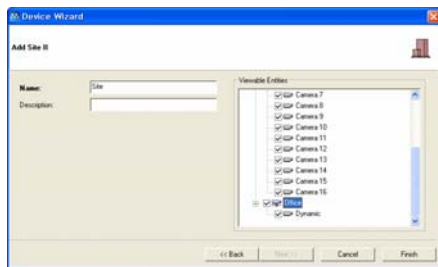 Device Wizard
Add Site II
Name:
Site
Description:
Viewable Entities
Camera 7
Camera 8
Camera 9
Camera 10
Camera 11
Camera 12
Camera 13
Camera 14
Camera 15
Camera 16
Office
Dynamic
<< Back
Next >>
Cancel
Finish